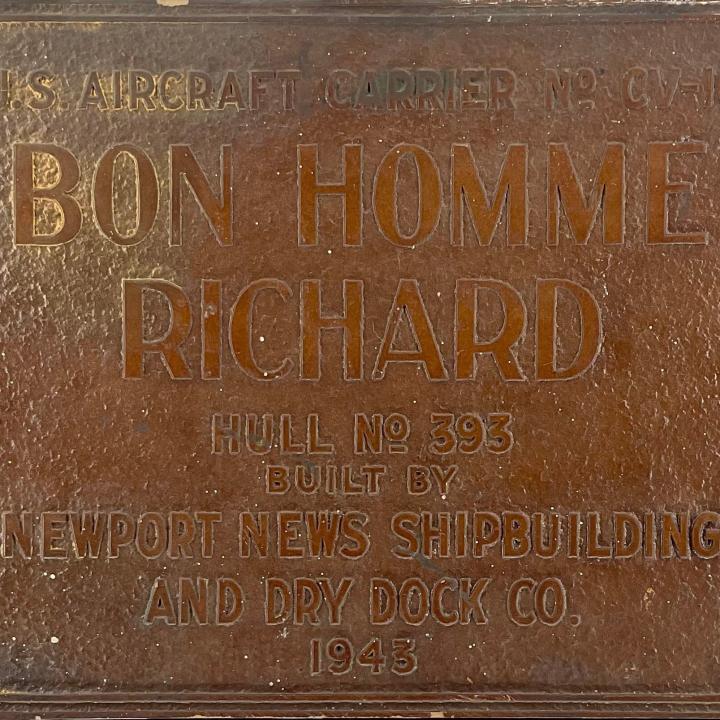 .S. AIRCRAFT CARRIER Nº CV-1
BON HOMME
RICHARD
HULL Nº 393
BUILT BY
NEWPORT NEWS SHIPBUILDING
AND DRY DOCK CO.
1943